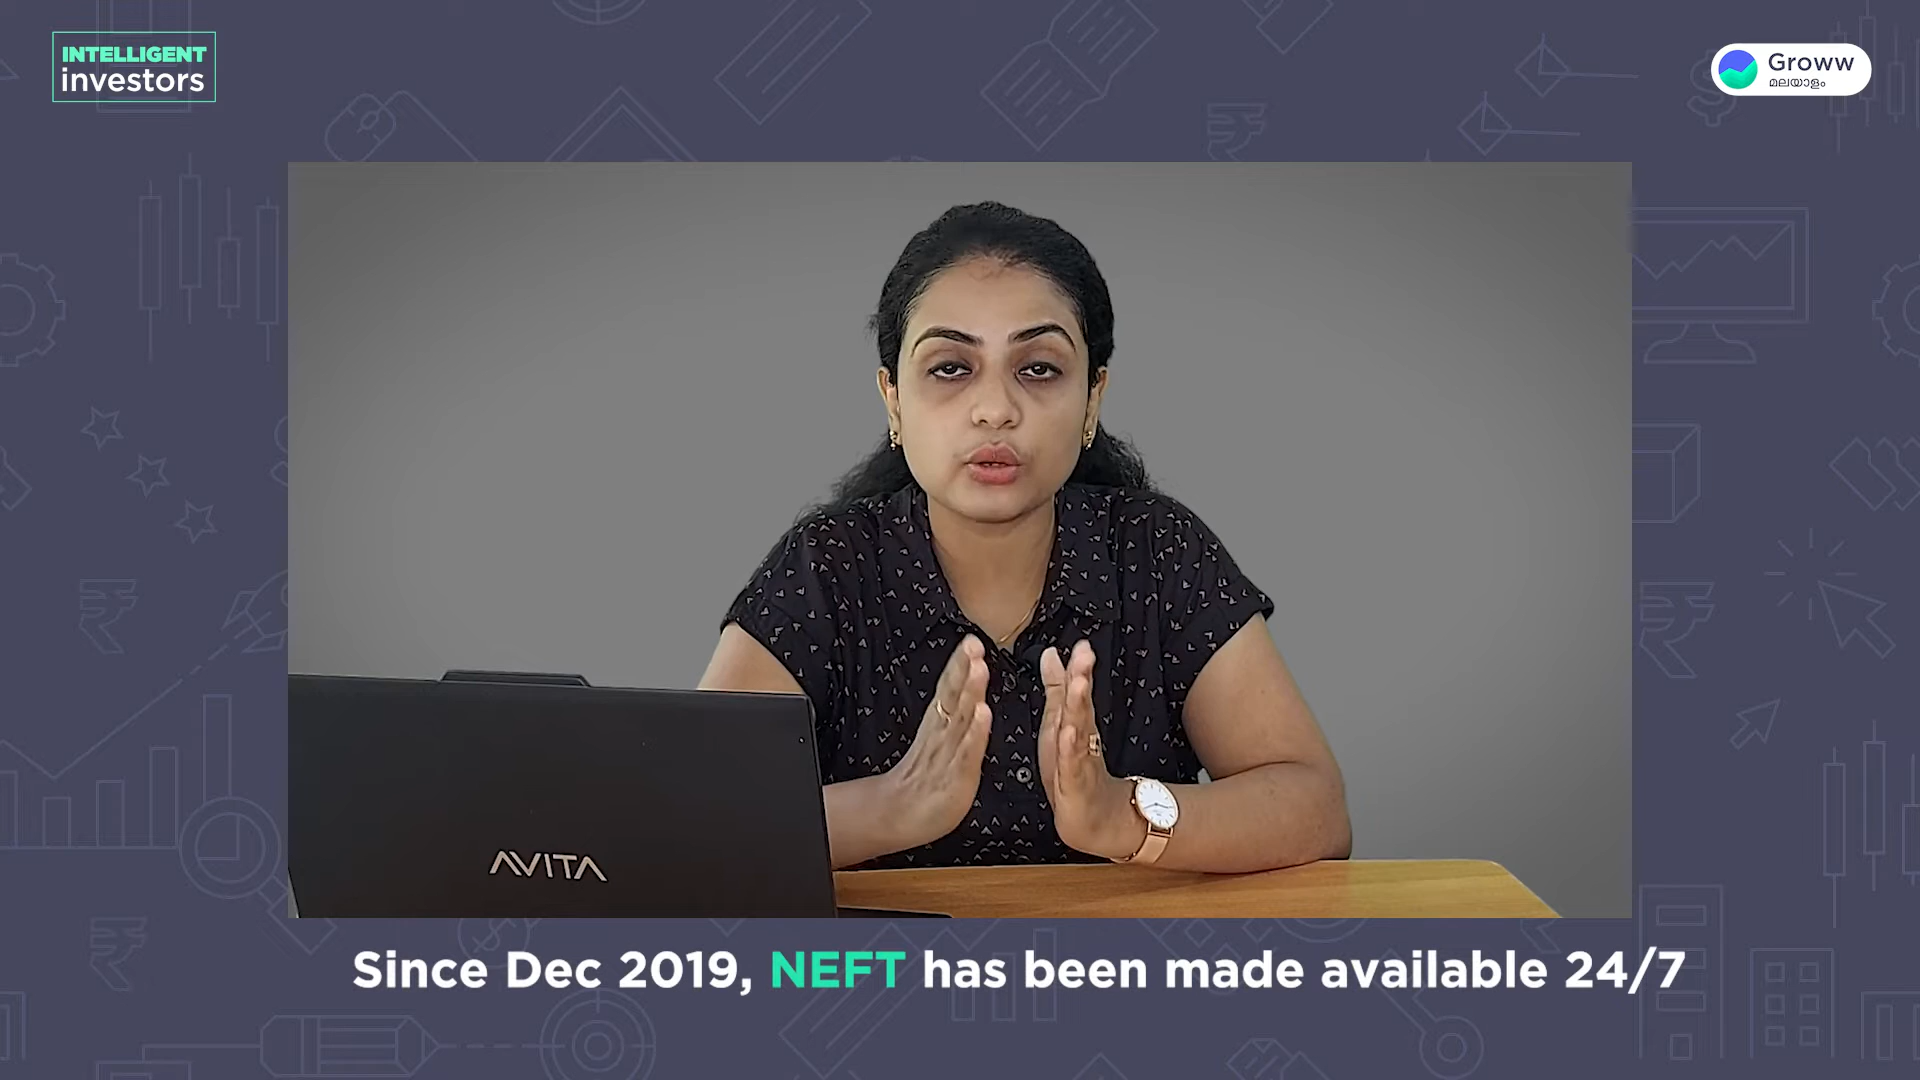 INTELLIGENT
investors
Groww
മലയാളം
AVITA
Since Dec 2019, NEFT has been made available 24/7